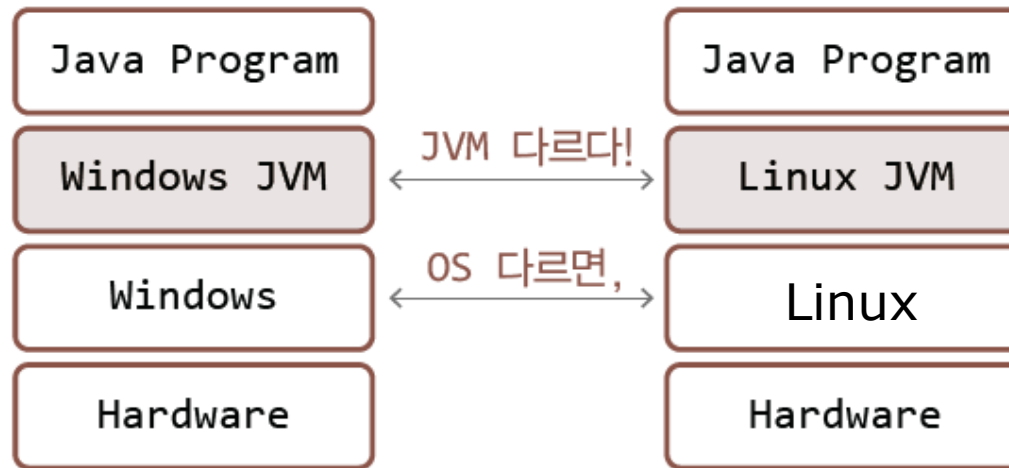 Java Program
Java Program
Windows JVM
JVM 다르다!
Linux JVM
Windows
OS 다르면,
Linux
Hardware
Hardware